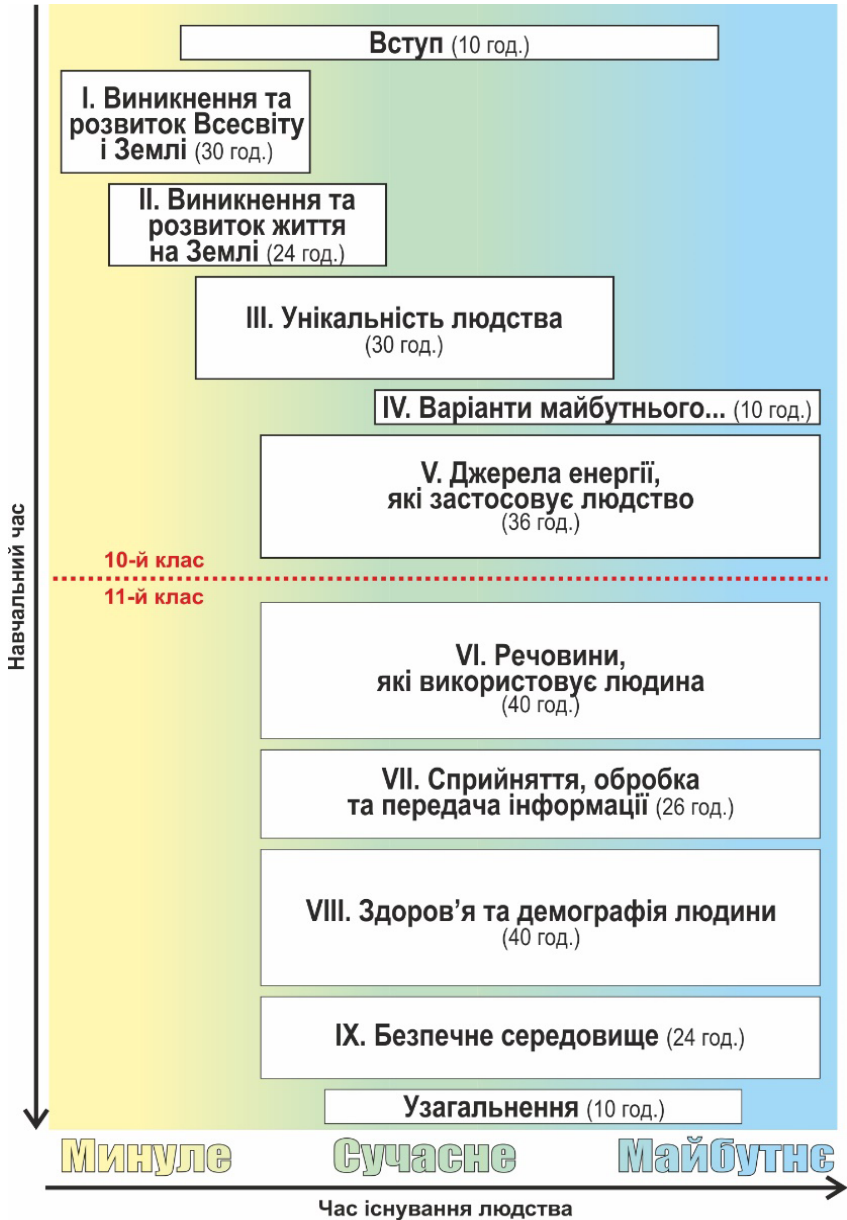 Вступ (10 год.)
І. Виникнення та
розвиток Всесвіту
і Землі (30 год.)
ІІ. Виникнення та
розвиток життя
на Землі (24 год.)
ІІІ. Унікальність людства
(30 год.)
IV. Варіанти майбутнього... (10 год.)
V. Джерела енергії,
які застосовує людство
(36 год.)
10-й клас
11-й клас
VI. Речовини,
які використовує людина
(40 год.)
VII. Сприйняття, обробка
та передача інформації (26 год.)
VIII. Здоров’я та демографія людини
(40 год.)
IX. Безпечне середовище (24 год.)
Узагальнення (10 год.)
Навчальний час
Минуле Сучасне Майбутнє
Час існування людства